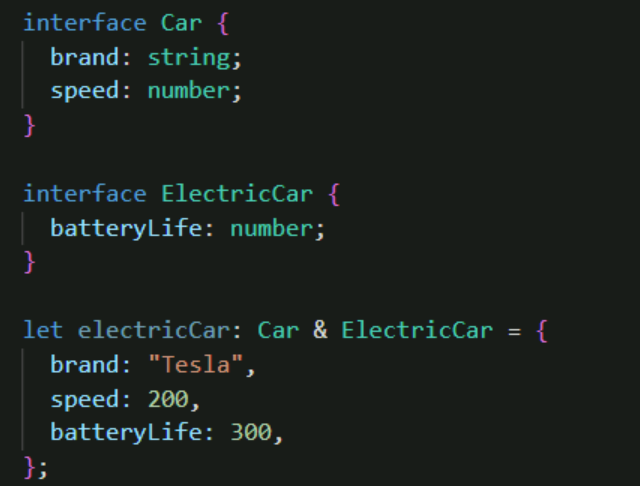 interface Car {
  brand: string;
  speed: number;
}
interface ElectricCar {
  batteryLife: number;
}
let electricCar: Car & ElectricCar = {
  brand: "Tesla",
  speed: 200,
  batteryLife: 300,
};